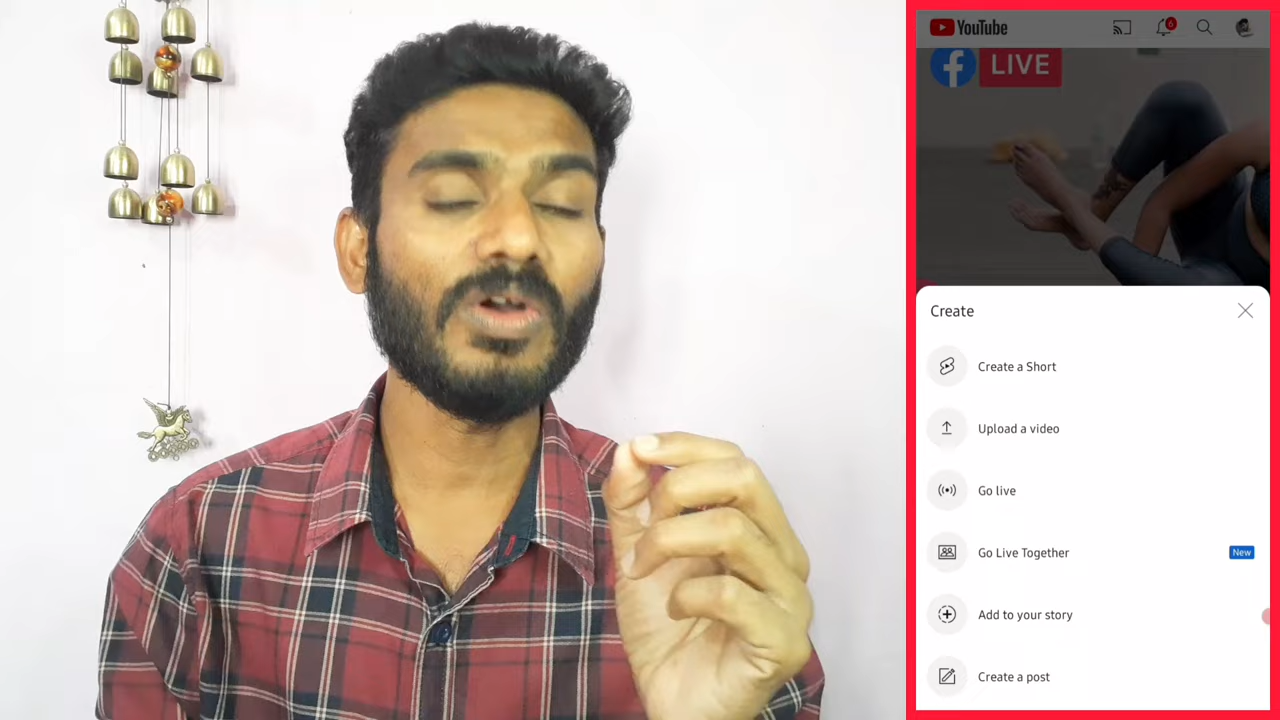 YouTube
6
LIVE
Create
Create a Short
Upload a video
Go live
Go Live Together
New
Add to your story
Create a post